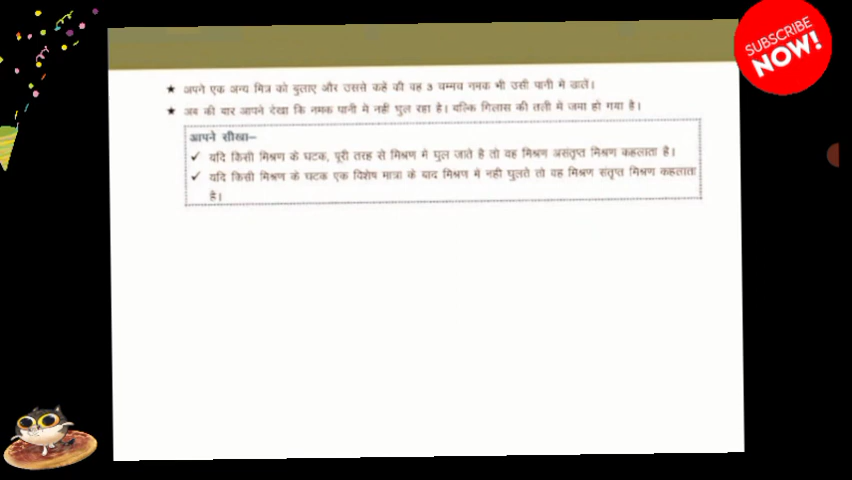 SUBSCRIBE
NOW!
★ अपने एक अन्य मित्र को बुलाए और उससे कहें की वह 3 चम्मच नमक भी उसी पानी मे डालें।
★ अब की बार आपने देखा कि नमक पानी मे नही घुल रहा है। बल्कि गिलास की तली मे जमा हो गया है।
आपने सीखा–
✓ यदि किसी मिश्रण के घटक, पूरी तरह से मिश्रण मे घुल जाते है तो वह मिश्रण असंतृप्त मिश्रण कहलाता है।
✓ यदि किसी मिश्रण के घटक एक विशेष मात्रा के बाद मिश्रण मे नही घुलते तो वह मिश्रण संतृप्त मिश्रण कहलाता
है।